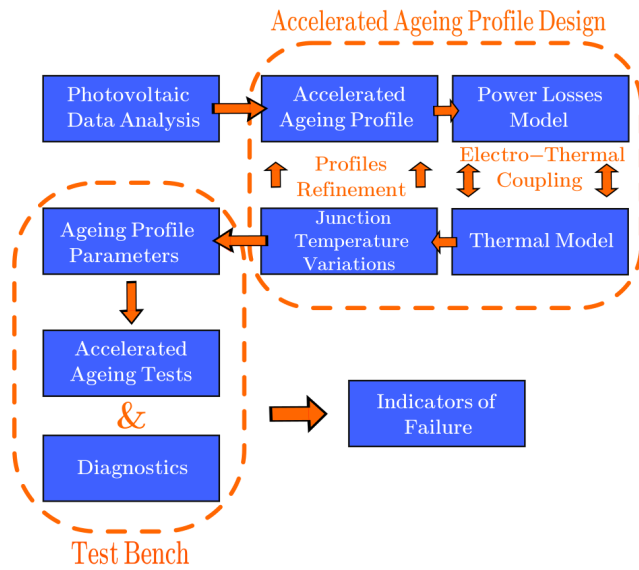 Accelerated Ageing Profile Design
Photovoltaic
Data Analysis
Accelerated
Ageing Profile
Power Losses
Model
Profiles
Refinement
Electro−Thermal
Coupling
Ageing Profile
Parameters
Junction
Temperature
Variations
Thermal Model
Accelerated
Ageing Tests
&
Diagnostics
Indicators of
Failure
Test Bench